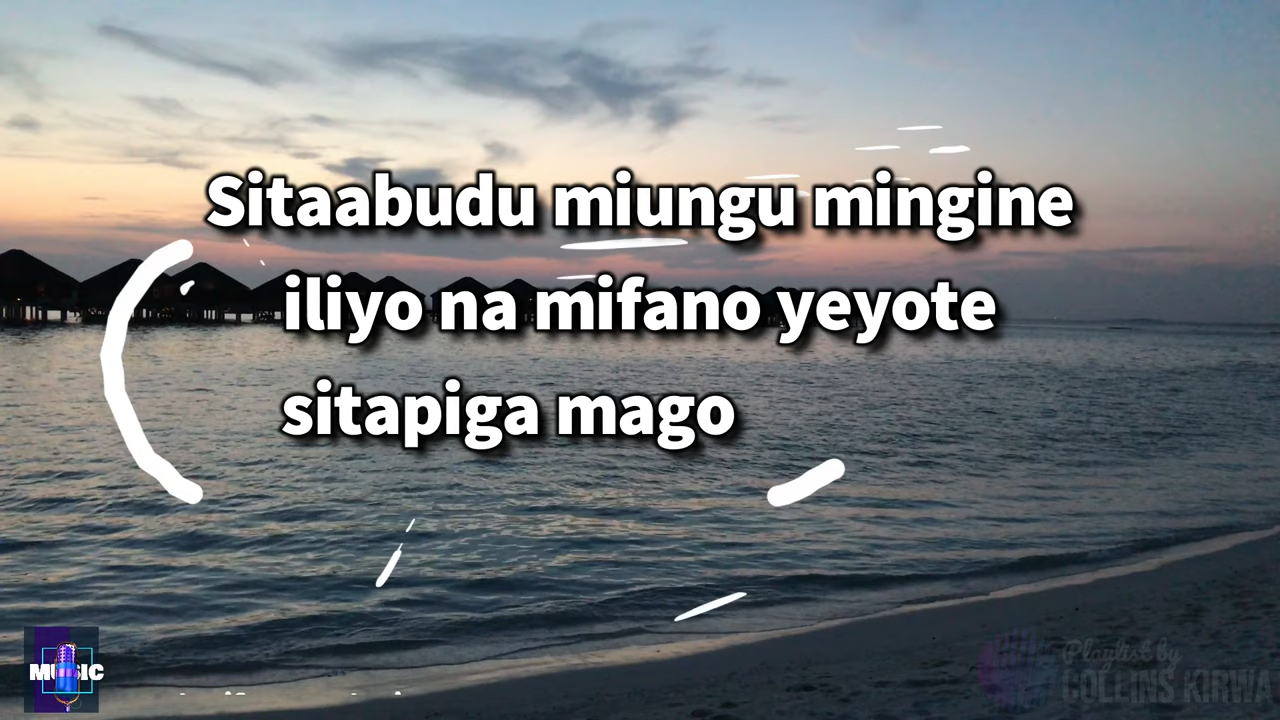 Sitaabudu miungu mingine
iliyo na mifano yeyote
sitapiga mago
MUSIC
Playlist by
COLLINS KIRWA